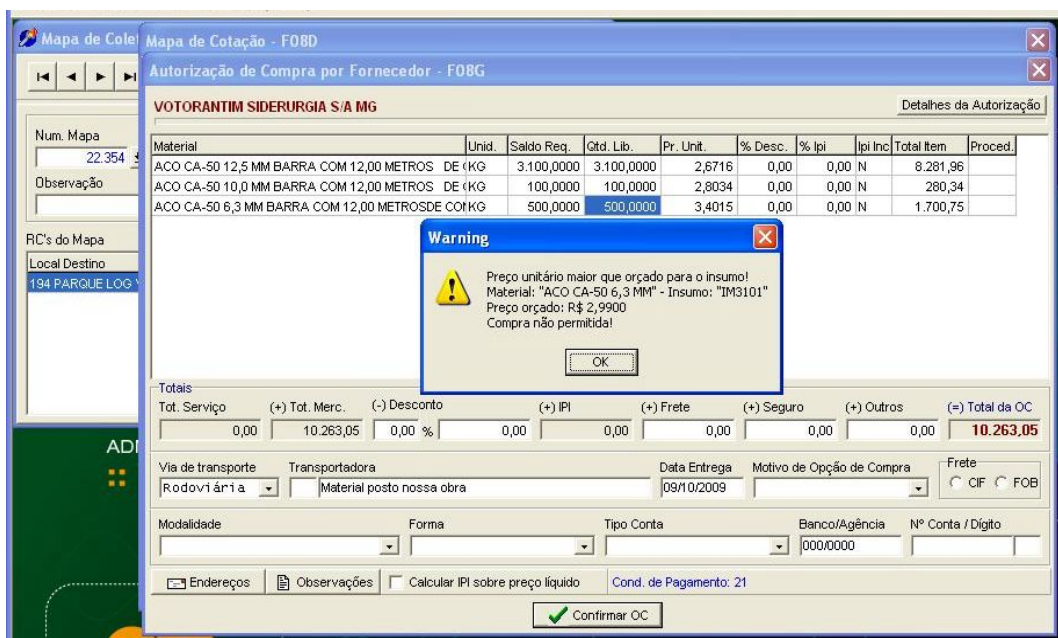 Mapa de Colet
Mapa de Cotação - F08D
Autorização de Compra por Fornecedor - F08G
VOTORANTIM SIDERURGIA S/A MG
Detalhes da Autorização
Num. Mapa
22.354
Observação
RC's do Mapa
Local Destino
194 PARQUE LOG
Material Unid. Saldo Req. Qtd. Lib. Pr. Unit. % Desc. % Ipi Ipi Inc Total Item Proced.
ACO CA-50 12,5 MM BARRA COM 12,00 METROS DE KG 3.100,0000 3.100,0000 2,6716 0,00 0,00 N 8.281,96
ACO CA-50 10,0 MM BARRA COM 12,00 METROS DE KG 100,0000 100,0000 2,8034 0,00 0,00 N 280,34
ACO CA-50 6,3 MM BARRA COM 12,00 METROSDE CO KG 500,0000 500,0000 3,4015 0,00 0,00 N 1.700,75
Warning
Preço unitário maior que orçado para o insumo!
Material: "ACO CA-50 6,3 MM" - Insumo: "IM3101"
Preço orçado: R$ 2,9900
Compra não permitida!
OK
Totais
Tot. Serviço (+) Tot. Merc. (-) Desconto (+) IPI (+) Frete (+) Seguro (+) Outros (=) Total da OC
0,00 10.263,05 0,00 % 0,00 0,00 0,00 0,00 0,00 10.263,05
Via de transporte Transportadora Data Entrega Motivo de Opção de Compra Frete
Rodoviária Material posto nossa obra 09/10/2009 CIF FOB
Modalidade Forma Tipo Conta Banco/Agência Nº Conta / Dígito
000/0000
Endereços Observações Calcular IPI sobre preço líquido Cond. de Pagamento: 21
Confirmar OC
ADM